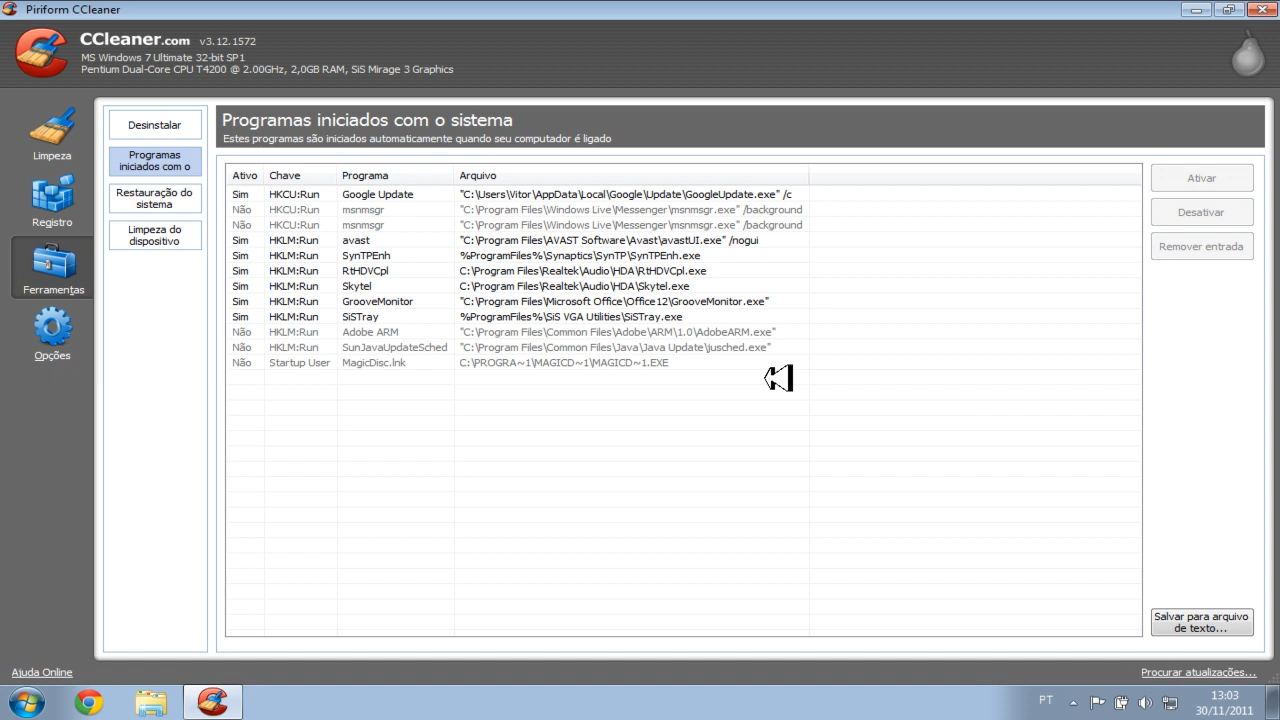 Piriform CCleaner
CCleaner.com v3.12.1572
MS Windows 7 Ultimate 32-bit SP1
Pentium Dual-Core CPU T4200 @ 2.00GHz, 2,0GB RAM, SiS Mirage 3 Graphics
Limpeza
Registro
Ferramentas
Opções
Desinstalar
Programas
iniciados com o
Restauração do
sistema
Limpeza do
dispositivo
Programas iniciados com o sistema
Estes programas são iniciados automaticamente quando seu computador é ligado
Ativo Chave Programa Arquivo
Sim HKCU:Run Google Update "C:\Users\Vitor\AppData\Local\Google\Update\GoogleUpdate.exe" /c
Não HKCU:Run msnmsgr "C:\Program Files\Windows Live\Messenger\msnmsgr.exe" /background
Não HKCU:Run msnmsgr "C:\Program Files\Windows Live\Messenger\msnmsgr.exe" /background
Sim HKLM:Run avast "C:\Program Files\AVAST Software\Avast\avastUI.exe" /nogui
Sim HKLM:Run SynTPEnh %ProgramFiles%\Synaptics\SynTP\SynTPEnh.exe
Sim HKLM:Run RtHDVCpl C:\Program Files\Realtek\Audio\HDA\RtHDVCpl.exe
Sim HKLM:Run Skytel C:\Program Files\Realtek\Audio\HDA\Skytel.exe
Sim HKLM:Run GrooveMonitor "C:\Program Files\Microsoft Office\Office12\GrooveMonitor.exe"
Sim HKLM:Run SiSTray %ProgramFiles%\SiS VGA Utilities\SiSTray.exe
Não HKLM:Run Adobe ARM "C:\Program Files\Common Files\Adobe\ARM\1.0\AdobeARM.exe"
Não HKLM:Run SunJavaUpdateSched "C:\Program Files\Common Files\Java\Java Update\jusched.exe"
Não Startup User MagicDisc.lnk C:\PROGRA~1\MAGICD~1\MAGICD~1.EXE
Ativar
Desativar
Remover entrada
Salvar para arquivo
de texto...
Ajuda Online
Procurar atualizações...
PT
13:03
30/11/2011